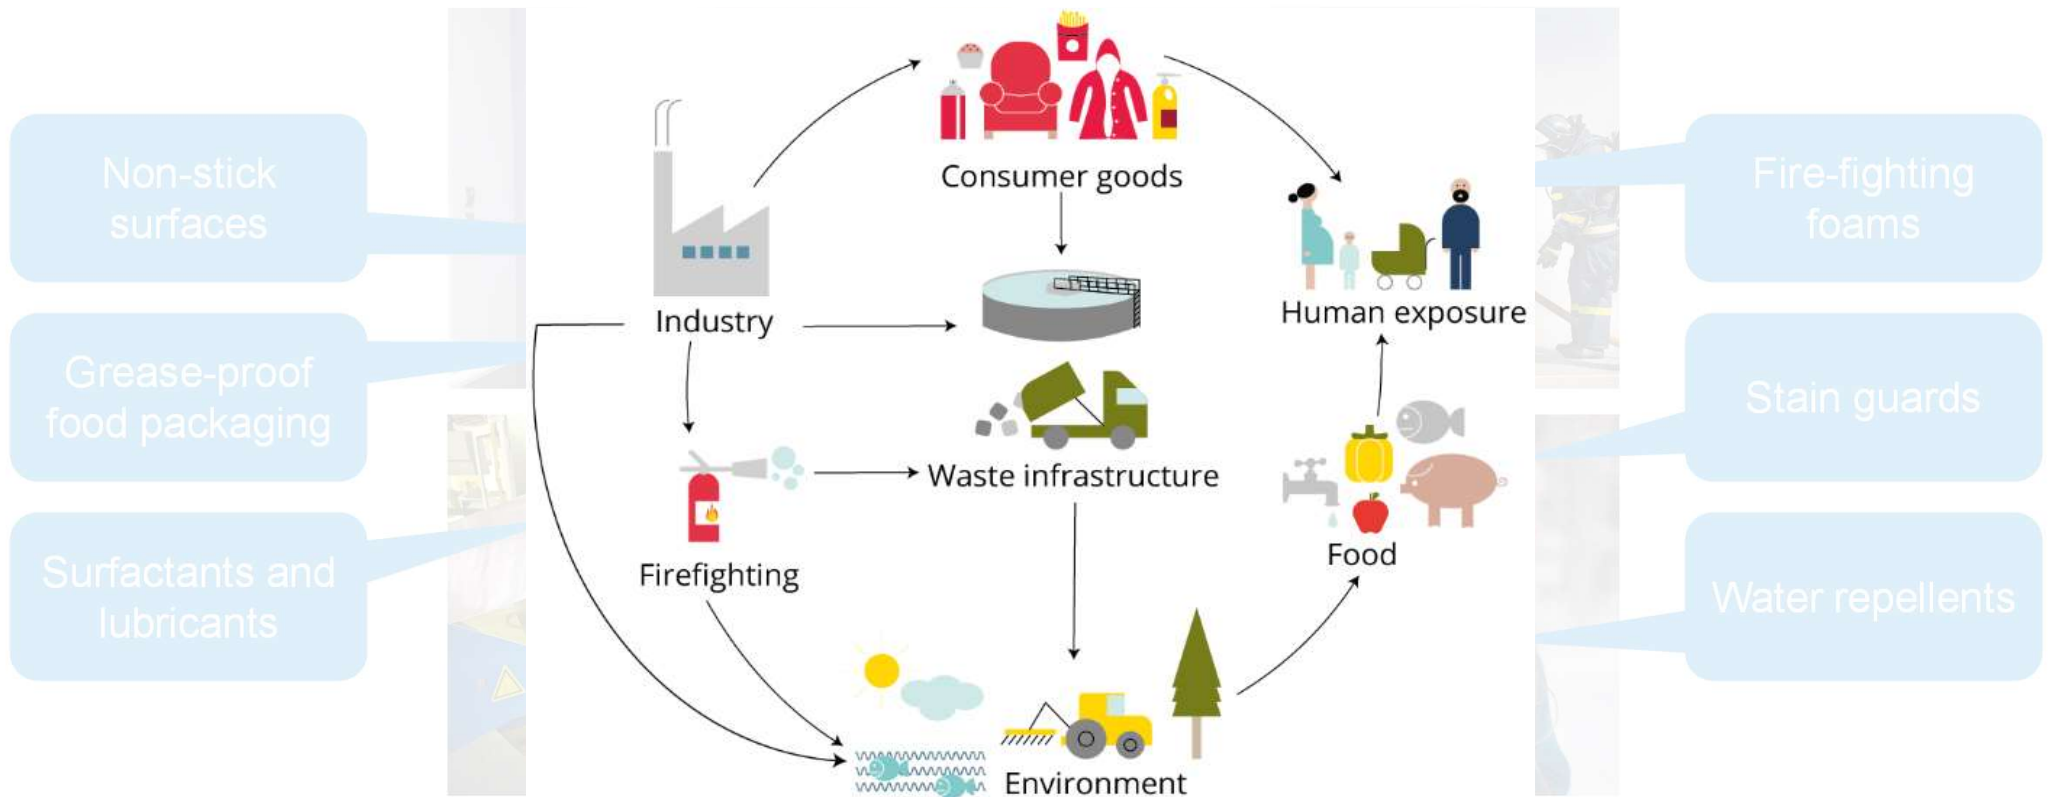 Non-stick
surfaces
Grease-proof
food packaging
Surfactants and
lubricants
Consumer goods
Industry
Human exposure
Waste infrastructure
Firefighting
Food
Environment
Fire-fighting
foams
Stain guards
Water repellents